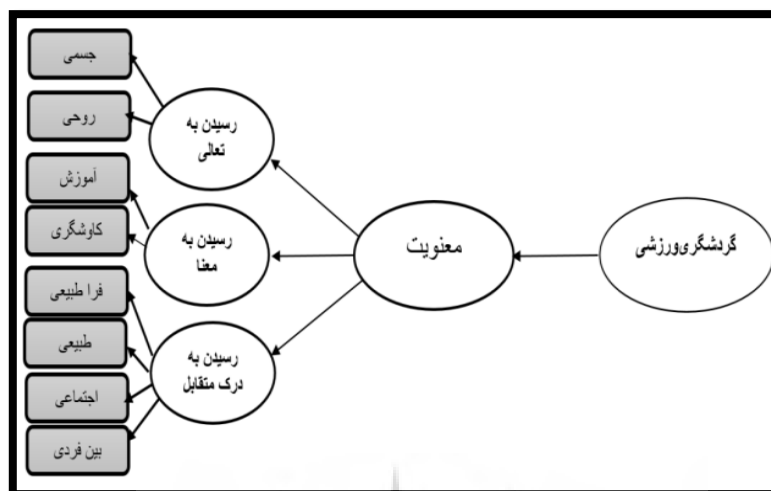 گردشگری‌ورزشی
معنویت
رسیدن به
تعالی
جسمی
روحی
رسیدن به
معنا
آموزش
کاوشگری
رسیدن به
درک متقابل
فرا طبیعی
طبیعی
اجتماعی
بین فردی